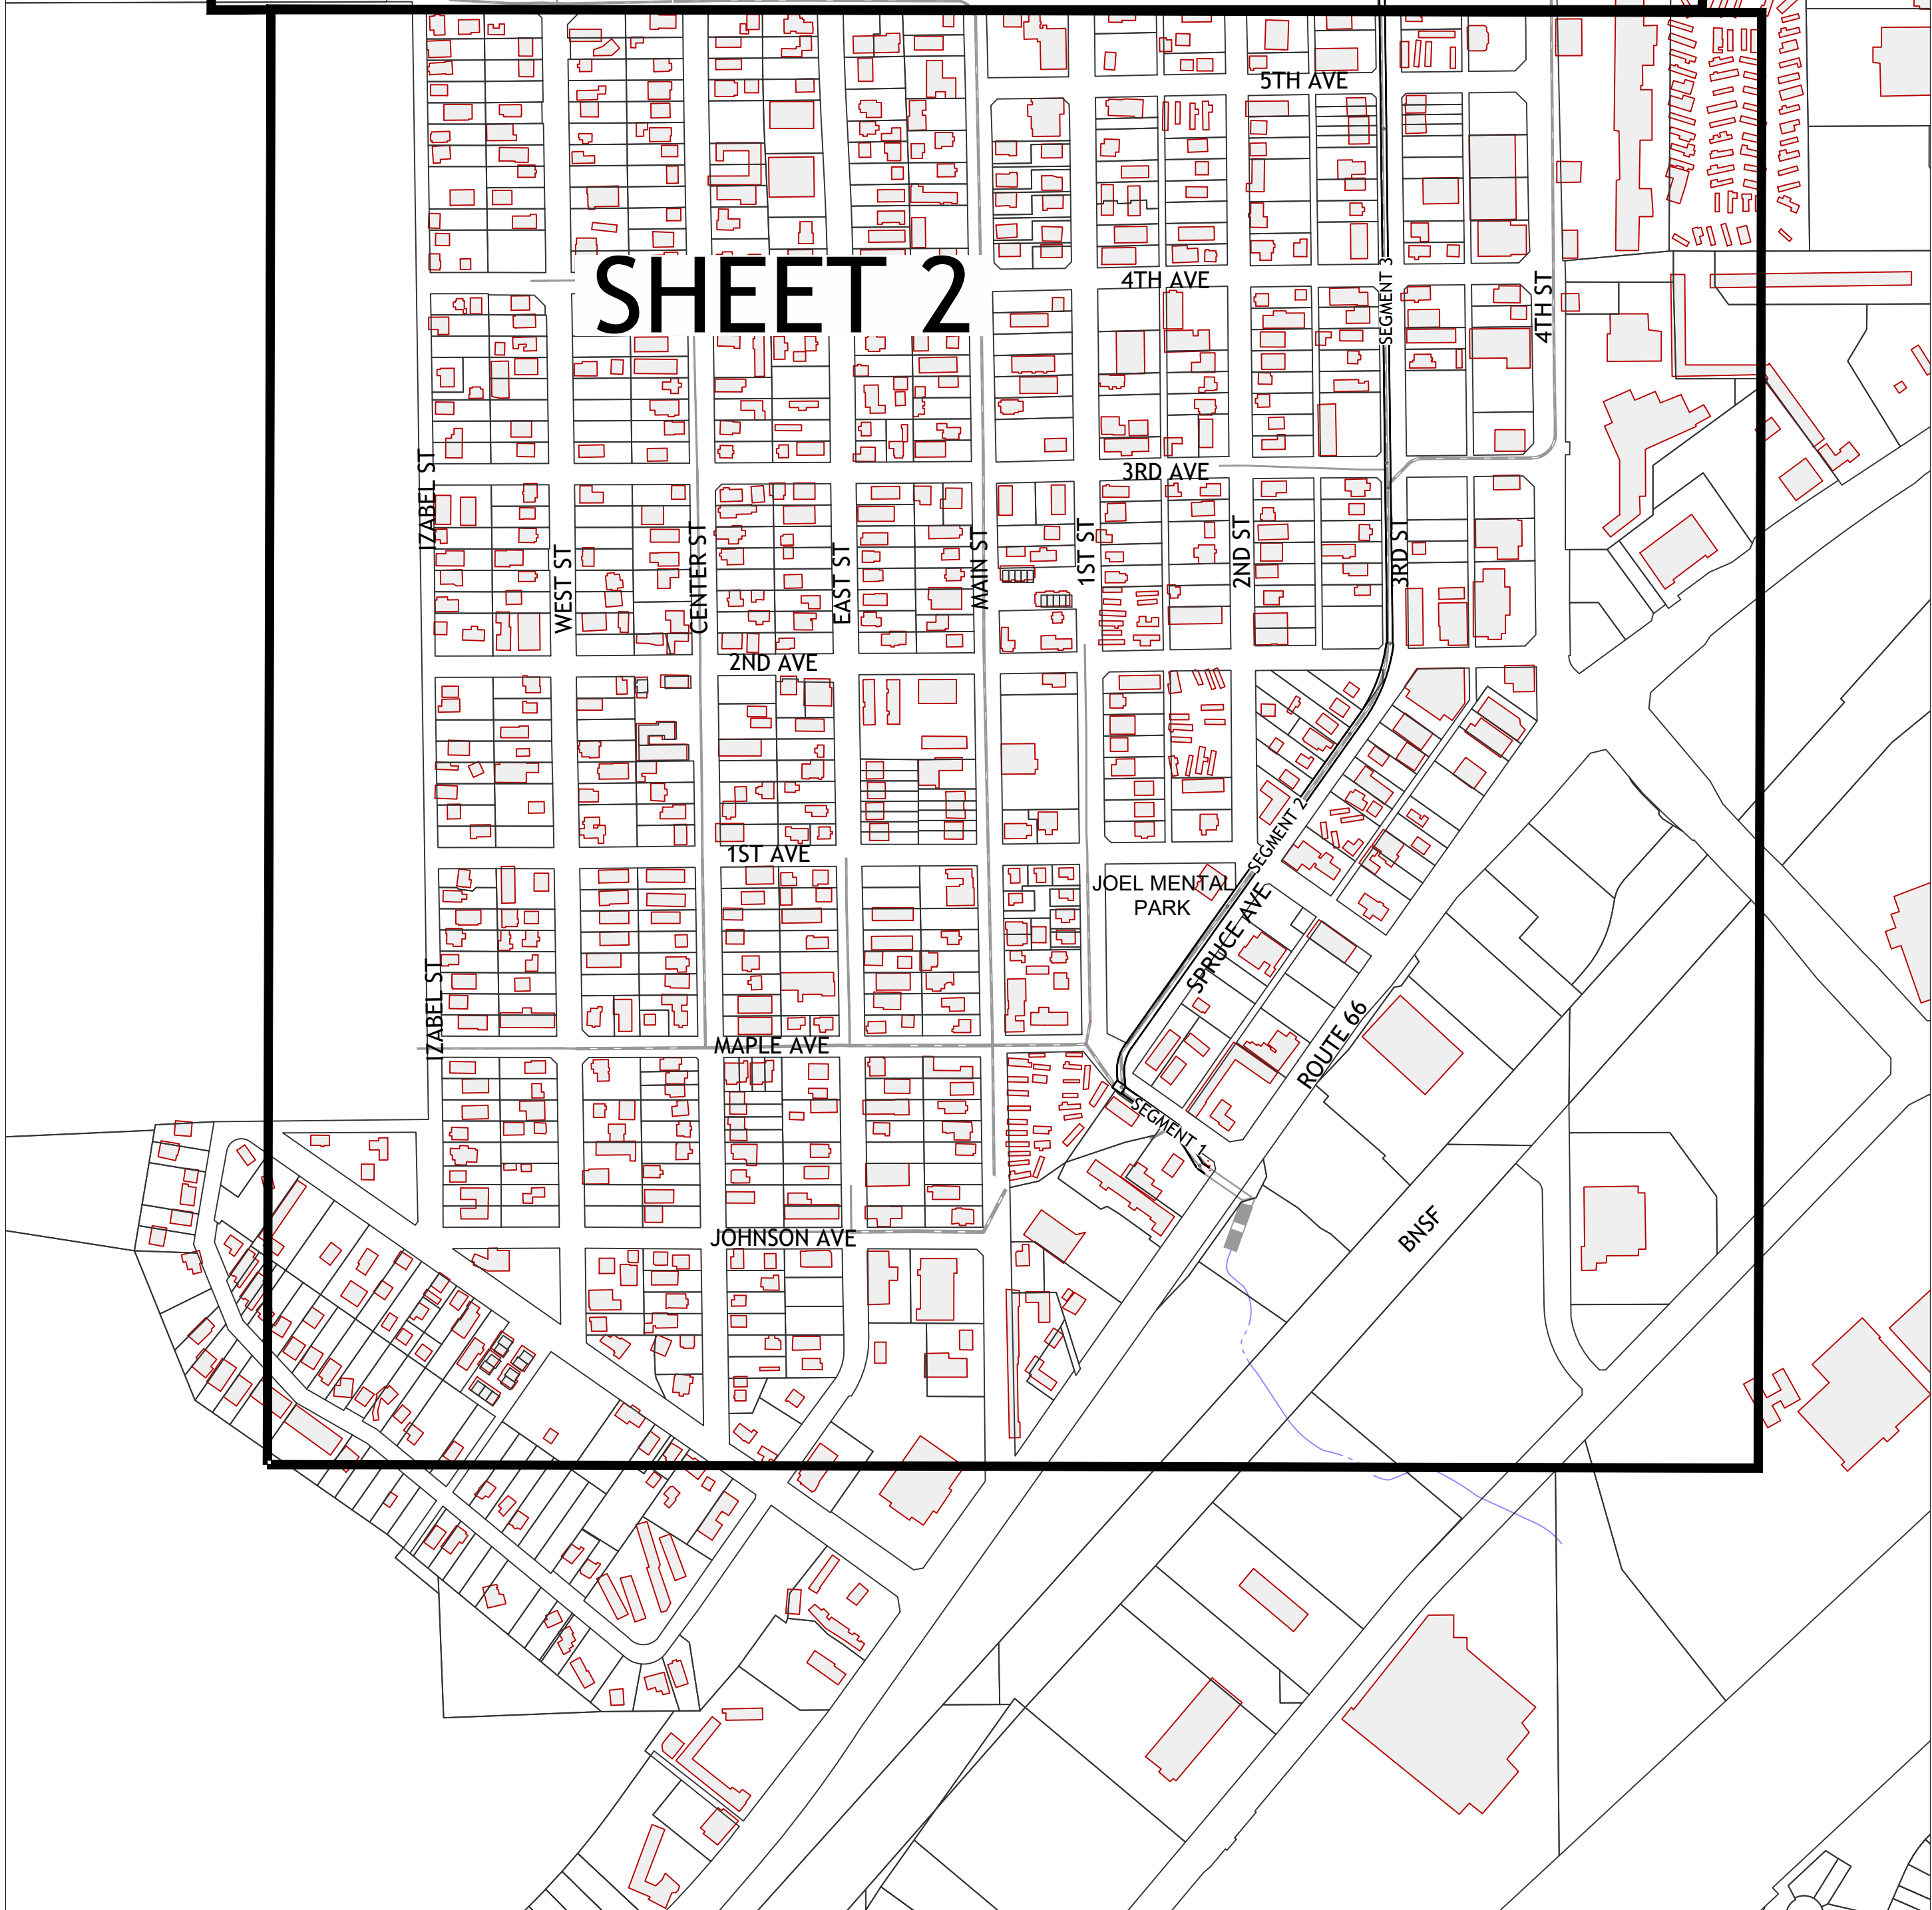 5TH AVE
SHEET 2
4TH AVE
SEGMENT 3
4TH ST
3RD AVE
IZABEL ST
WEST ST
CENTER ST
EAST ST
MAIN ST
1ST ST
2ND ST
3RD ST
2ND AVE
SEGMENT 2
1ST AVE
JOEL MENTAL
PARK
SPRUCE AVE
IZABEL ST
MAPLE AVE
ROUTE 66
SEGMENT 1
JOHNSON AVE
BNSF